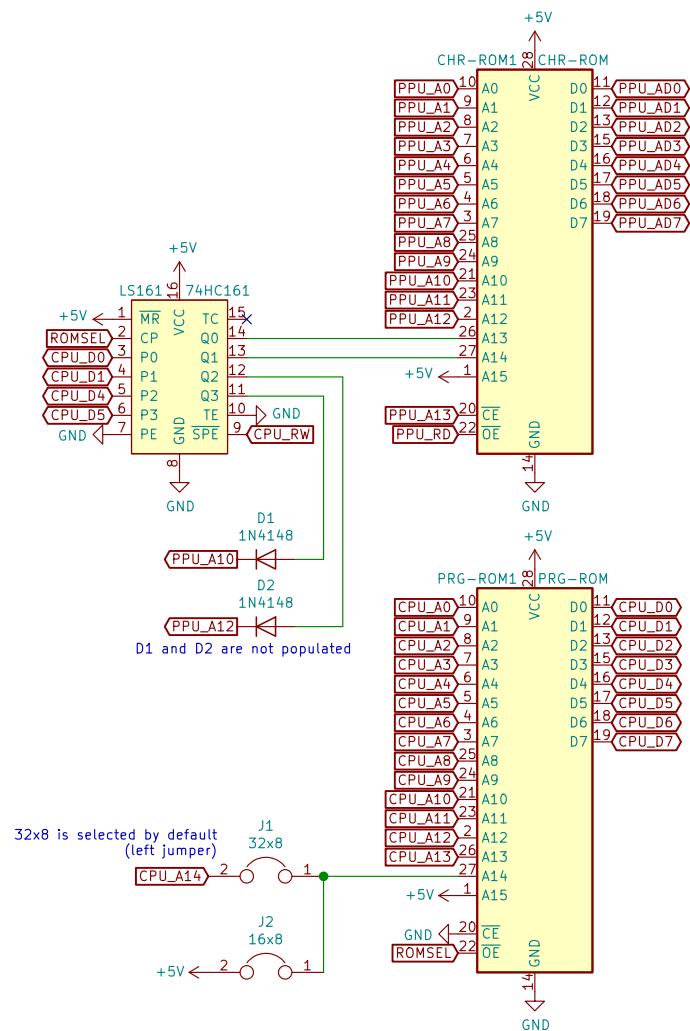 +5V
CHR-ROM1 CHR-ROM
28
VCC
PPU_A0 10 A0 D0 11 PPU_AD0
PPU_A1 9 A1 D1 12 PPU_AD1
PPU_A2 8 A2 D2 13 PPU_AD2
PPU_A3 7 A3 D3 15 PPU_AD3
PPU_A4 6 A4 D4 16 PPU_AD4
PPU_A5 5 A5 D5 17 PPU_AD5
PPU_A6 4 A6 D6 18 PPU_AD6
PPU_A7 3 A7 D7 19 PPU_AD7
PPU_A8 25 A8
PPU_A9 24 A9
PPU_A10 21 A10
PPU_A11 23 A11
PPU_A12 2 A12
26 A13
27 A14
+5V 1 A15
PPU_A13 20 CE
PPU_RD 22 OE
GND
14
GND
+5V
LS161 74HC161
16
VCC
+5V 1 MR TC 15
ROMSEL 2 CP Q0 14
CPU_D0 3 P0 Q1 13
CPU_D1 4 P1 Q2 12
CPU_D4 5 P2 Q3 11
CPU_D5 6 P3 TE 10 GND
GND 7 PE SPE 9 CPU_RW
GND
8
GND
D1
1N4148
PPU_A10
D2
1N4148
PPU_A12
D1 and D2 are not populated
+5V
PRG-ROM1 PRG-ROM
28
VCC
CPU_A0 10 A0 D0 11 CPU_D0
CPU_A1 9 A1 D1 12 CPU_D1
CPU_A2 8 A2 D2 13 CPU_D2
CPU_A3 7 A3 D3 15 CPU_D3
CPU_A4 6 A4 D4 16 CPU_D4
CPU_A5 5 A5 D5 17 CPU_D5
CPU_A6 4 A6 D6 18 CPU_D6
CPU_A7 3 A7 D7 19 CPU_D7
CPU_A8 25 A8
CPU_A9 24 A9
CPU_A10 21 A10
CPU_A11 23 A11
CPU_A12 2 A12
CPU_A13 26 A13
27 A14
+5V 1 A15
GND 20 CE
ROMSEL 22 OE
GND
14
GND
32x8 is selected by default
(left jumper)
J1
32x8
CPU_A14 2 1
J2
16x8
+5V 2 1